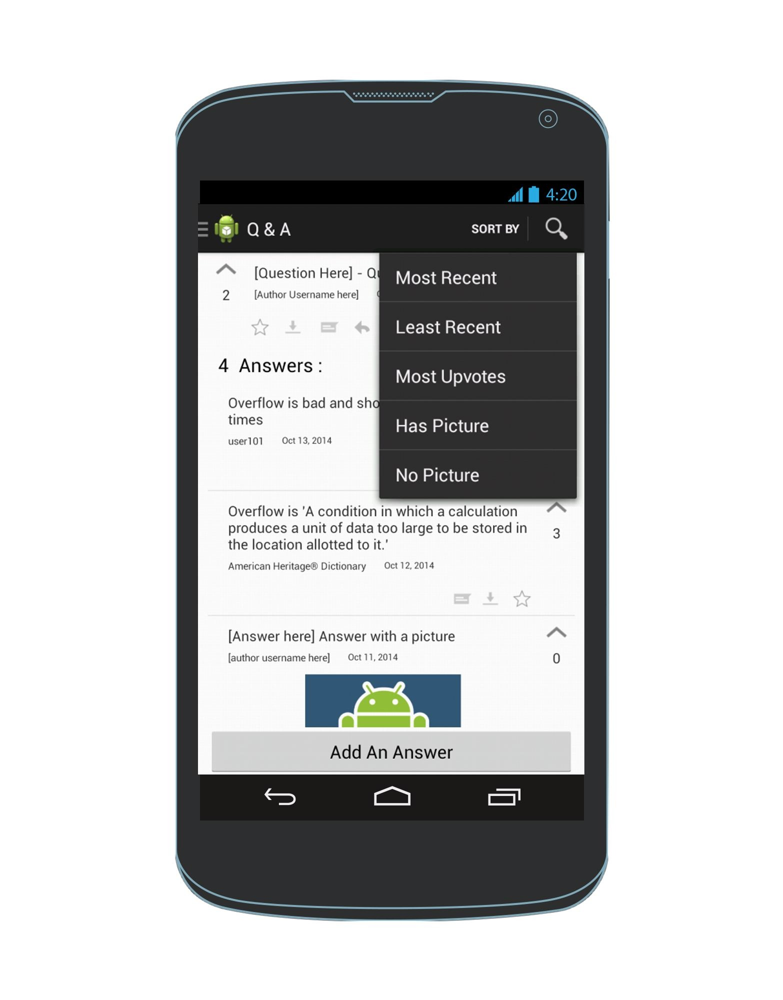 4:20
Q & A
SORT BY
[Question Here] - 
2
[Author Username here]
Most Recent
Least Recent
Most Upvotes
Has Picture
No Picture
4 Answers :
Overflow is bad and
times
user101 Oct 13, 2014
Overflow is 'A condition in which a calculation
produces a unit of data too large to be stored in
the location allotted to it.'
3
American Heritage® Dictionary Oct 12, 2014
[Answer here] Answer with a picture
[author username here] Oct 11, 2014
0
Add An Answer